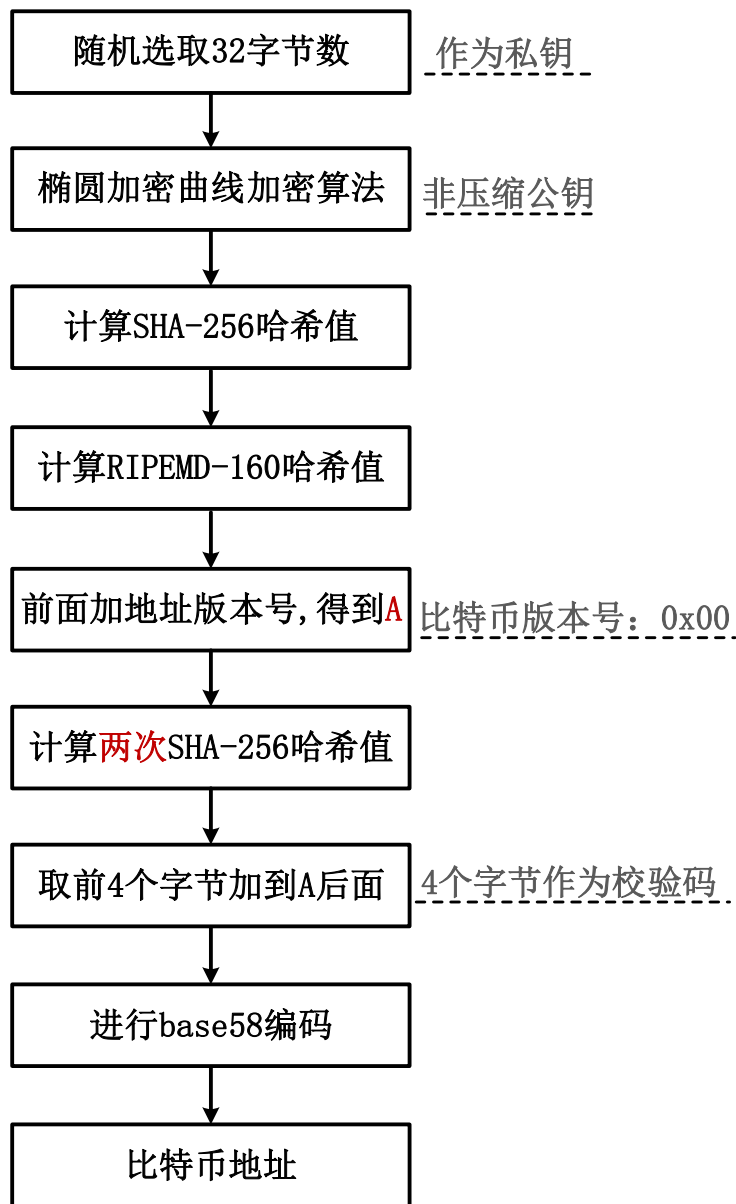 随机选取32字节数
作为私钥
椭圆加密曲线加密算法
非压缩公钥
计算SHA-256哈希值
计算RIPEMD-160哈希值
前面加地址版本号,得到A
比特币版本号：0x00
计算两次SHA-256哈希值
取前4个字节加到A后面
4个字节作为校验码
进行base58编码
比特币地址